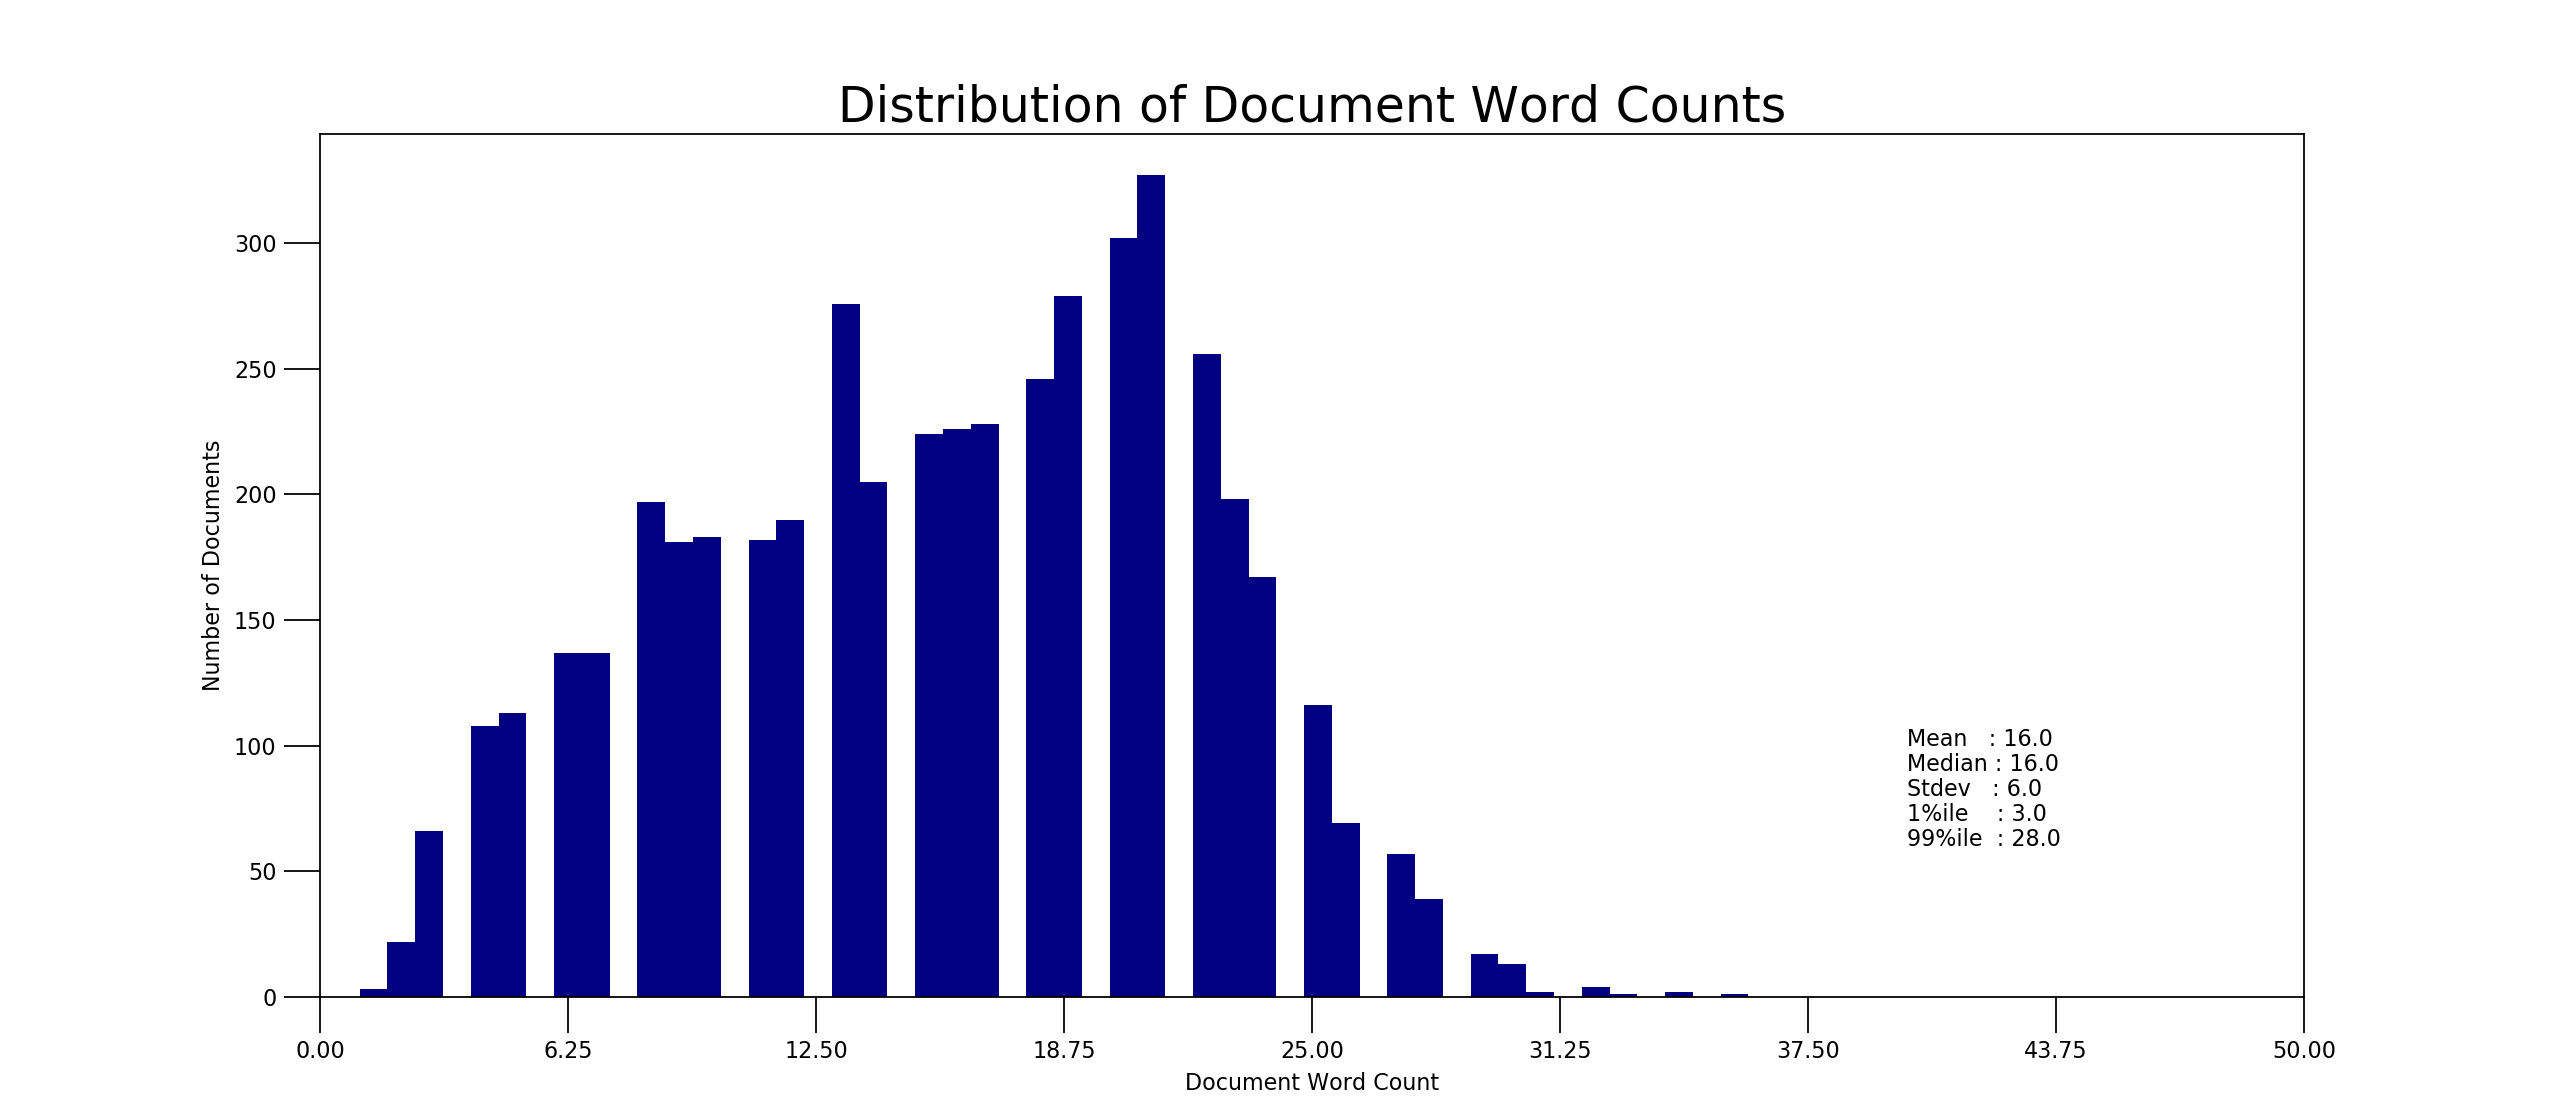 Distribution of Document Word Counts
300
250
200
150
100
50
0
Number of Documents
Mean : 16.0
Median : 16.0
Stdev : 6.0
1%ile : 3.0
99%ile : 28.0
0.00 6.25 12.50 18.75 25.00 31.25 37.50 43.75 50.00
Document Word Count